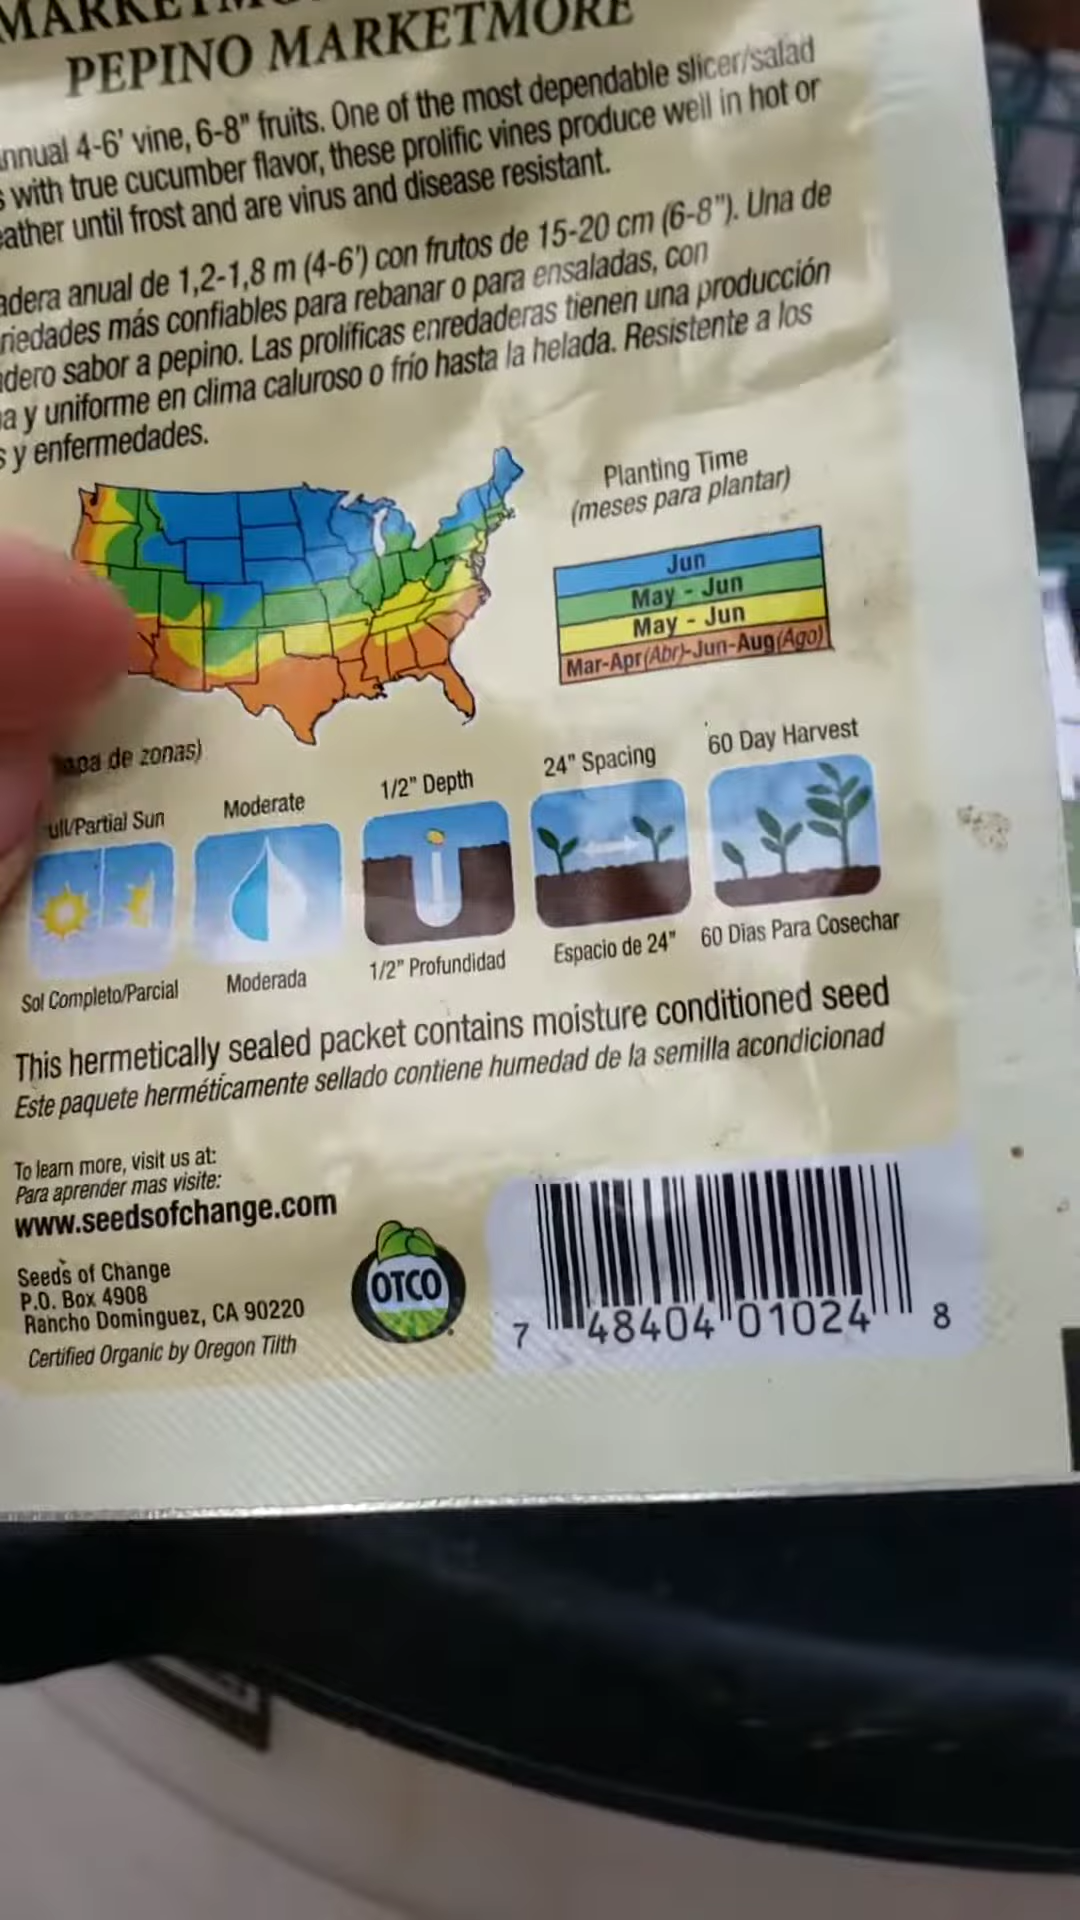 PEPINO MARKETMORE
annual 4-6' vine, 6-8" fruits. One of the most dependable slicer/salad
with true cucumber flavor, these prolific vines produce well in hot or
until frost and are virus and disease resistant.
anual de 1,2-1,8 m (4-6') con frutos de 15-20 cm (6-8"). Una de
más confiables para rebanar o para ensaladas, con
sabor a pepino. Las prolíficas enredaderas tienen una producción
y uniforme en clima caluroso o frío hasta la helada. Resistente a los
y enfermedades.
Planting Time
(meses para plantar)
Jun
May - Jun
May - Jun
Mar-Apr(Abr)-Jun-Aug(Ago)
de zonas)
ull/Partial Sun
Moderate
1/2" Depth
24" Spacing
60 Day Harvest
Sol Completo/Parcial
Moderada
1/2" Profundidad
Espacio de 24"
60 Dias Para Cosechar
This hermetically sealed packet contains moisture conditioned seed
Este paquete herméticamente sellado contiene humedad de la semilla acondicionad
To learn more, visit us at:
Para aprender mas visite:
www.seedsofchange.com
Seeds of Change
P.O. Box 4908
Rancho Dominguez, CA 90220
Certified Organic by Oregon Tilth
OTCO
7 48404 01024 8